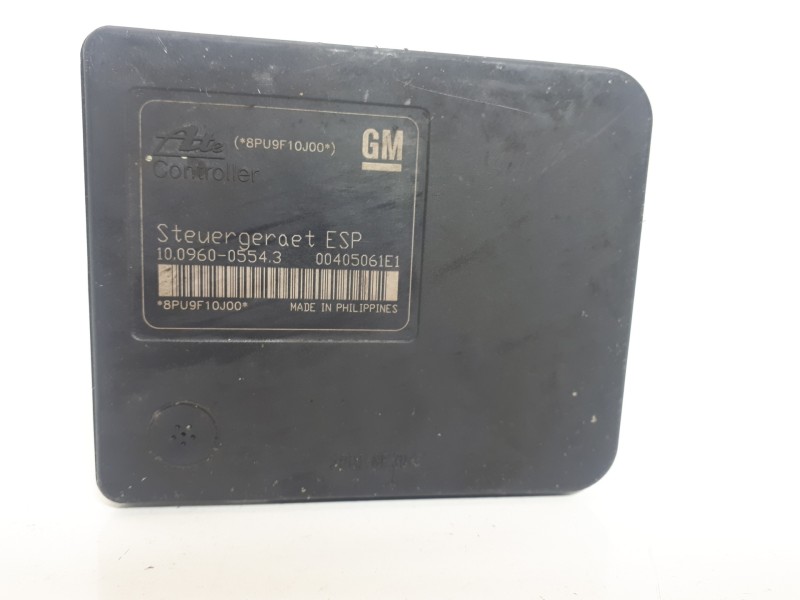 Ate (*8PU9F10J00*) GM
Controller
Steuergeraet ESP
10.0960-0554.3 00405061E1
*8PU9F10J00* MADE IN PHILIPPINES